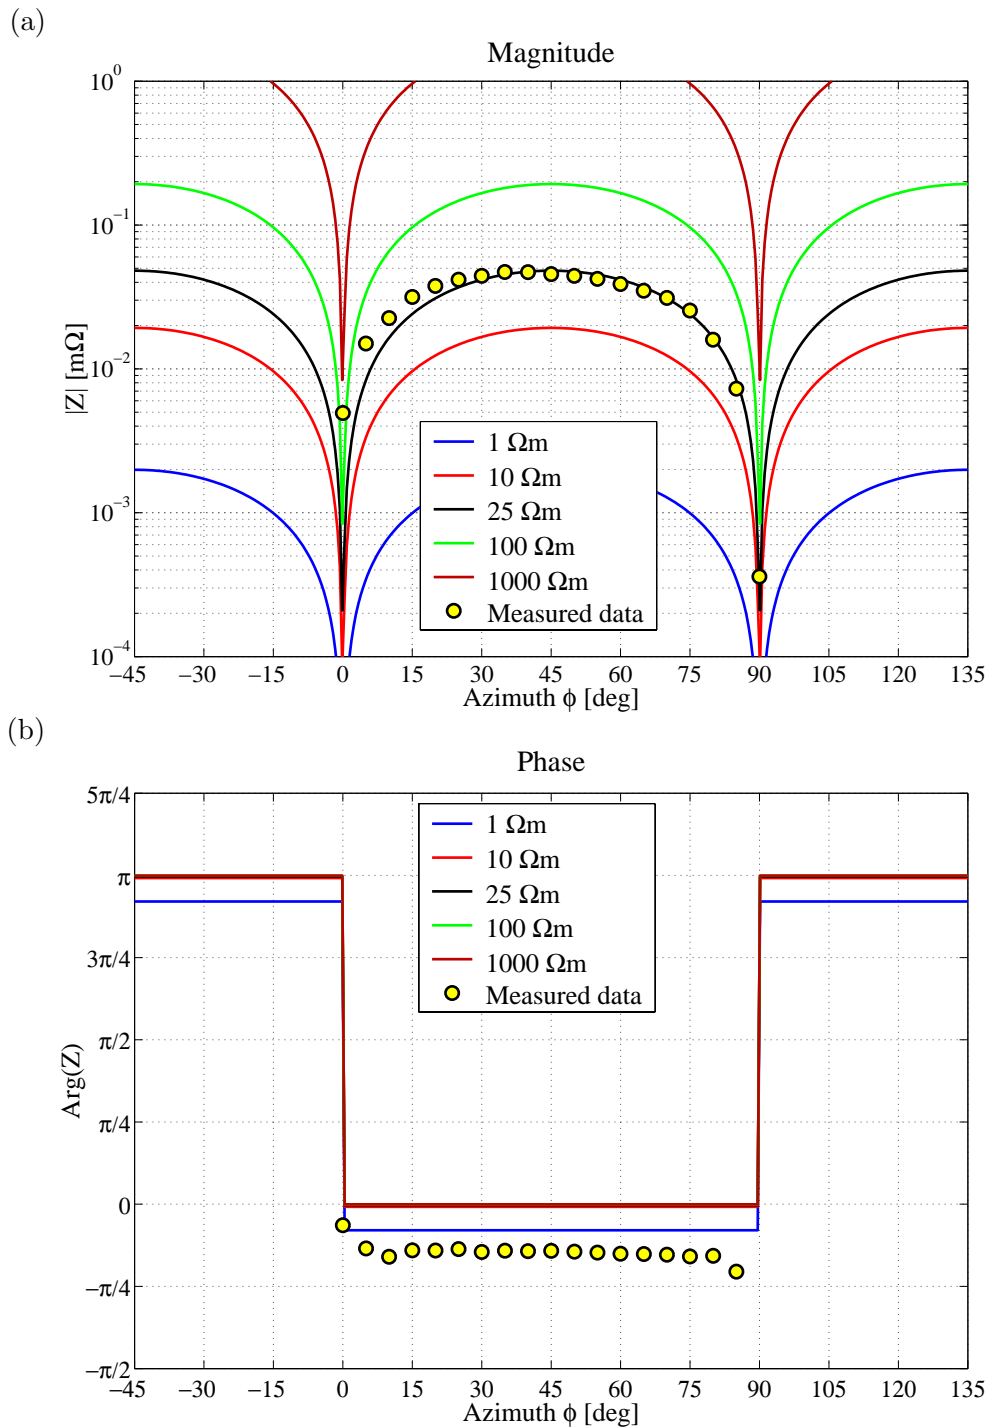 (a)
Magnitude
10⁰
10⁻¹
10⁻²
10⁻³
10⁻⁴
|Z| [mΩ]
1 Ωm
10 Ωm
25 Ωm
100 Ωm
1000 Ωm
Measured data
−45 −30 −15 0 15 30 45 60 75 90 105 120 135
Azimuth ϕ [deg]
(b)
Phase
5π/4
π
3π/4
π/2
π/4
0
−π/4
−π/2
Arg(Z)
1 Ωm
10 Ωm
25 Ωm
100 Ωm
1000 Ωm
Measured data
−45 −30 −15 0 15 30 45 60 75 90 105 120 135
Azimuth ϕ [deg]